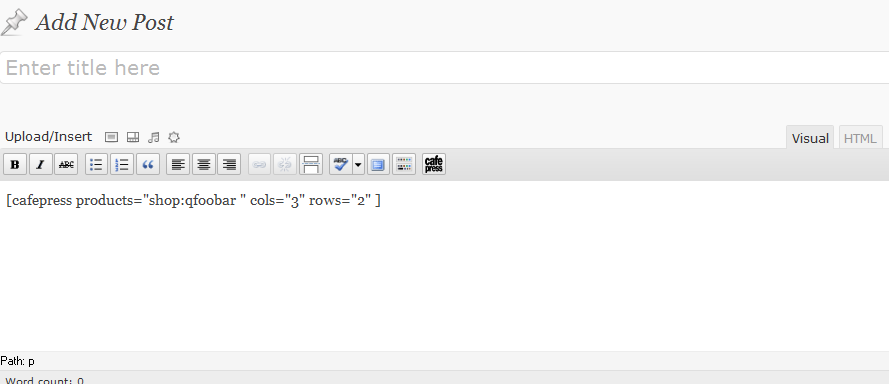 Add New Post
Enter title here
Upload/Insert
Visual HTML
B I ABC “ ABC cafe press
[cafepress products="shop:qfoobar " cols="3" rows="2" ]
Path: p
Word count: 0